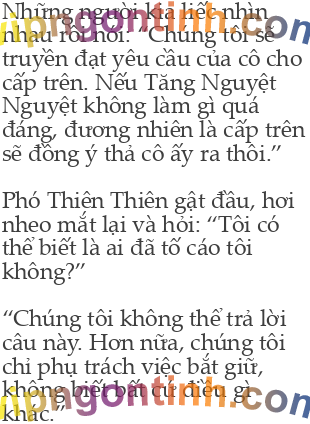 Những người kia liếc nhìn
nhau rồi nói: “Chúng tôi sẽ
truyền đạt yêu cầu của cô cho
cấp trên. Nếu Tăng Nguyệt
Nguyệt không làm gì quá
đáng, đương nhiên là cấp trên
sẽ đồng ý thả cô ấy ra thôi.”

Phó Thiện Thiên gật đầu, hơi
nheo mắt lại và hỏi: “Tôi có
thể biết là ai đã tố cáo tôi
không?”

“Chúng tôi không thể trả lời
câu này. Hơn nữa, chúng tôi
chỉ phụ trách việc bắt giữ,
không biết bất cứ điều gì
khác.”